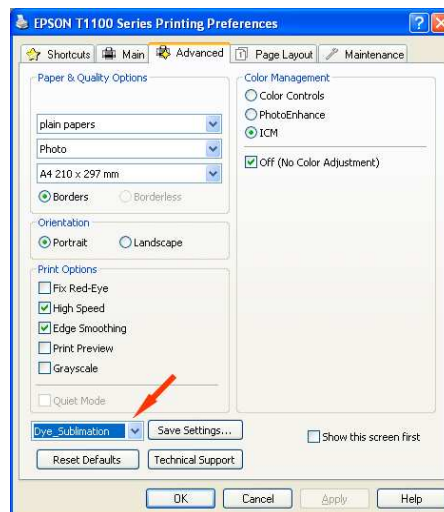 EPSON T1100 Series Printing Preferences
Shortcuts Main Advanced 1 Page Layout Maintenance
Paper & Quality Options
plain papers
Photo
A4 210 x 297 mm
Borders Borderless
Orientation
Portrait Landscape
Print Options
Fix Red-Eye
High Speed
Edge Smoothing
Print Preview
Grayscale
Quiet Mode
Color Management
Color Controls
PhotoEnhance
ICM
Off (No Color Adjustment)
Dye_Sublimation Save Settings... Show this screen first
Reset Defaults Technical Support
OK Cancel Apply Help